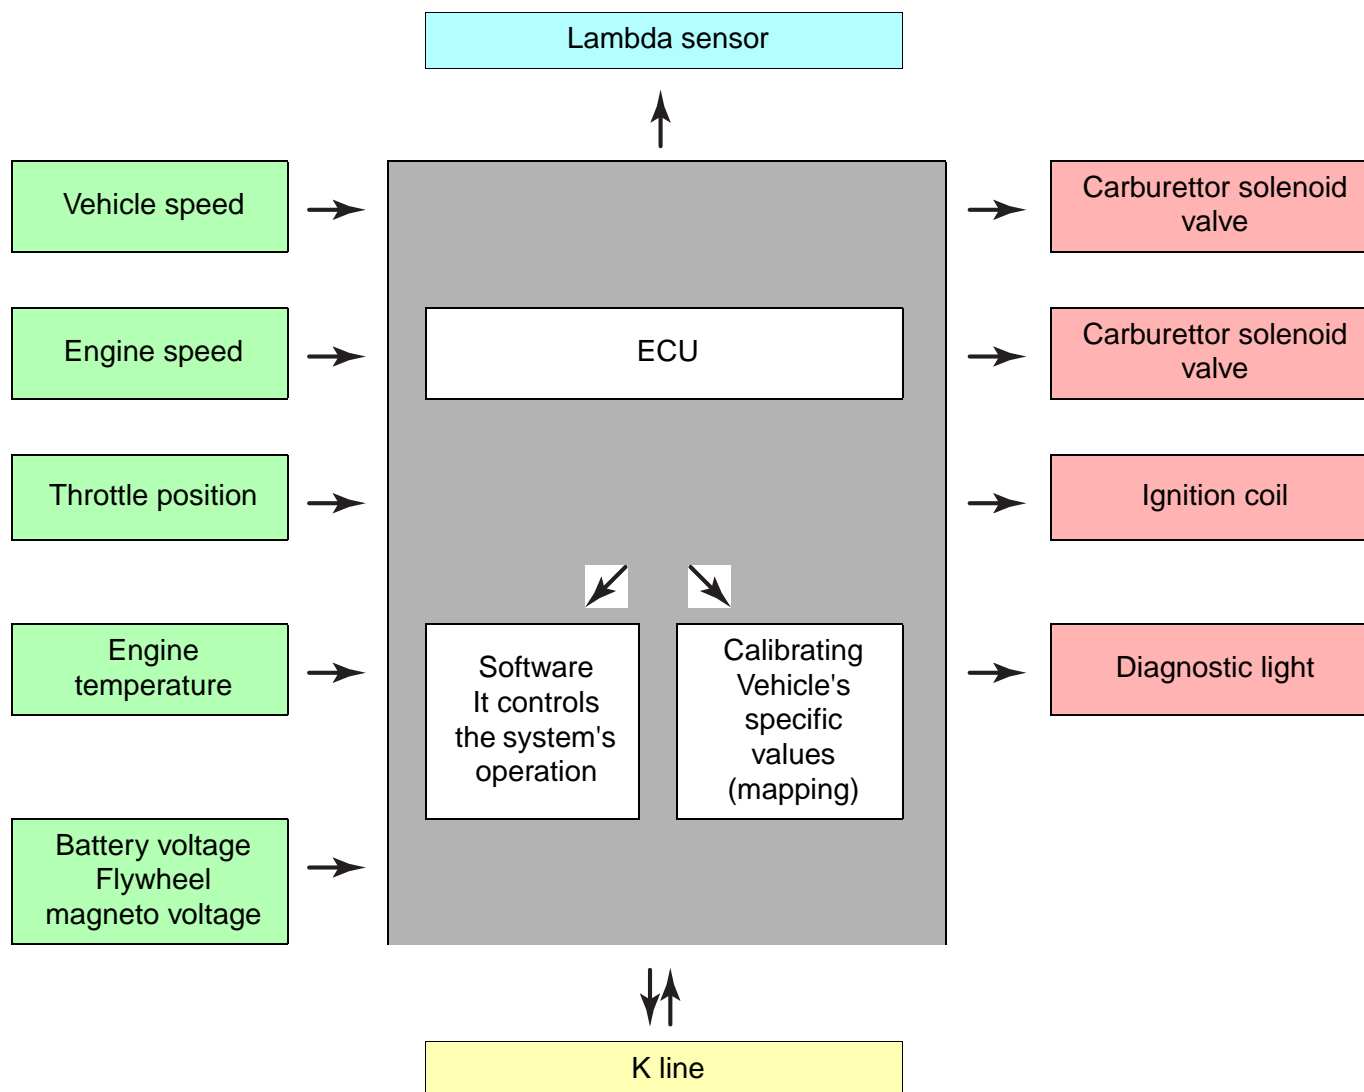 Lambda sensor
Vehicle speed
Carburettor solenoid
valve
Engine speed
ECU
Carburettor solenoid
valve
Throttle position
Ignition coil
Engine
temperature
Software
It controls
the system's
operation
Calibrating
Vehicle's
specific
values
(mapping)
Diagnostic light
Battery voltage
Flywheel
magneto voltage
K line